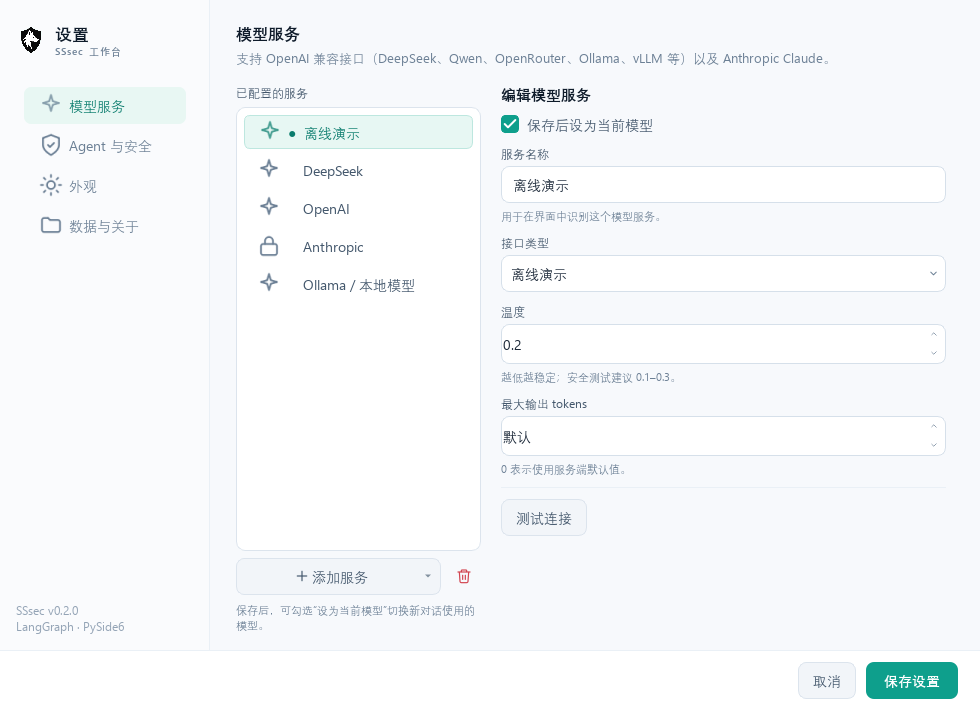 设置
SSsec 工作台
模型服务
Agent 与安全
外观
数据与关于
SSsec v0.2.0
LangGraph · PySide6
模型服务
支持 OpenAI 兼容接口（DeepSeek、Qwen、OpenRouter、Ollama、vLLM 等）以及 Anthropic Claude。
已配置的服务
● 离线演示
DeepSeek
OpenAI
Anthropic
Ollama / 本地模型
添加服务
保存后，可勾选“设为当前模型”切换新对话使用的
模型。
编辑模型服务
保存后设为当前模型
服务名称
离线演示
用于在界面中识别这个模型服务。
接口类型
离线演示
温度
0.2
越低越稳定；安全测试建议 0.1–0.3。
最大输出 tokens
默认
0 表示使用服务端默认值。
测试连接
取消
保存设置